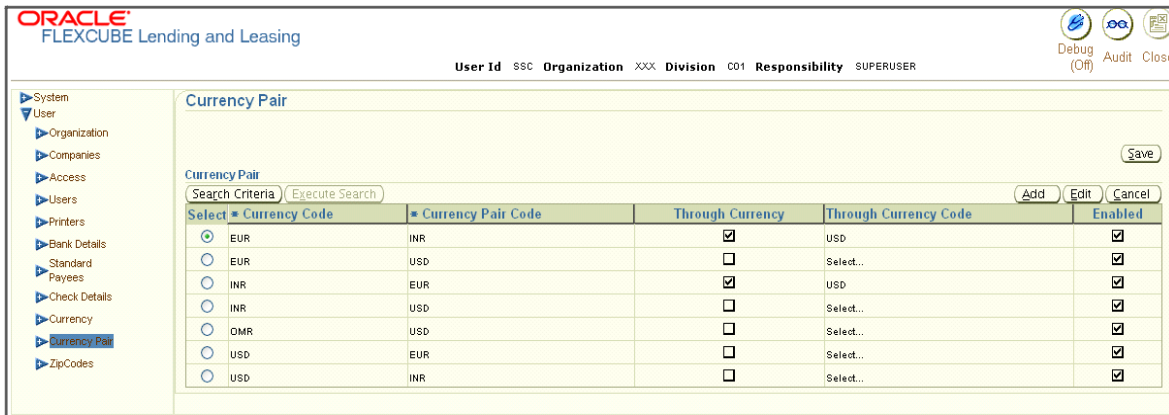 ORACLE
FLEXCUBE Lending and Leasing
Debug (Off)
Audit
Close
User Id SSC Organization XXX Division C01 Responsibility SUPERUSER
System
User
Organization
Companies
Access
Users
Printers
Bank Details
Standard Payees
Check Details
Currency
Currency Pair
ZipCodes
Currency Pair
Save
Currency Pair
Search Criteria Execute Search Add Edit Cancel
Select * Currency Code * Currency Pair Code Through Currency Through Currency Code Enabled
EUR INR USD
EUR USD Select...
INR EUR USD
INR USD Select...
OMR USD Select...
USD EUR Select...
USD INR Select...